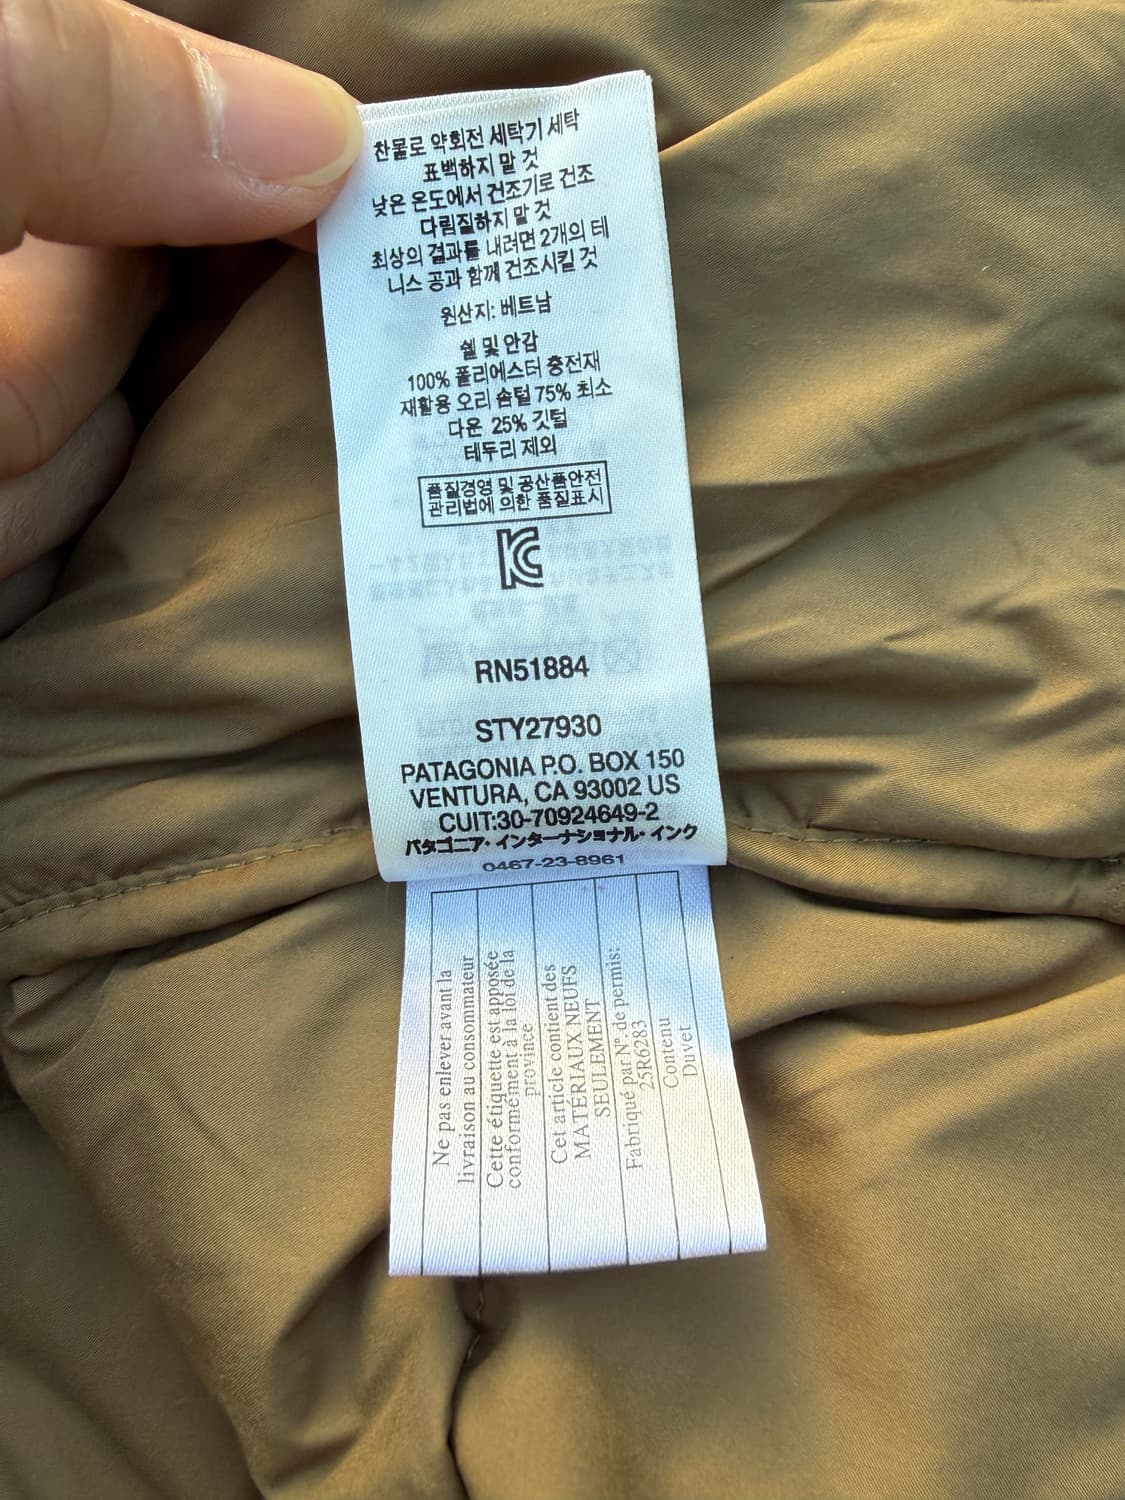 찬물로 약회전 세탁기 세탁
표백하지 말 것
낮은 온도에서 건조기로 건조
다림질하지 말 것
최상의 결과를 내려면 2개의 테
니스 공과 함께 건조시킬 것
원산지: 베트남
쉘 및 안감
100% 폴리에스터 충전재
재활용 오리 솜털 75% 최소
다운 25% 깃털
테두리 제외
품질경영 및 공산품안전
관리법에 의한 품질표시
KC
RN51884
STY27930
PATAGONIA P.O. BOX 150
VENTURA, CA 93002 US
CUIT:30-70924649-2
パタゴニア・インターナショナル・インク
0467-23-8961
Ne pas enlever avant la
livraison au consommateur
Cette étiquette est apposée
conformément à la loi de la
province
Cet article contient des
MATÉRIAUX NEUFS
SEULEMENT
Fabriqué par N°. de permis:
25R6283
Contenu
Duvet